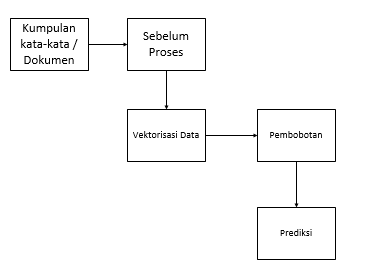 Kumpulan
kata-kata /
Dokumen
Sebelum
Proses
Vektorisasi Data
Pembobotan
Prediksi